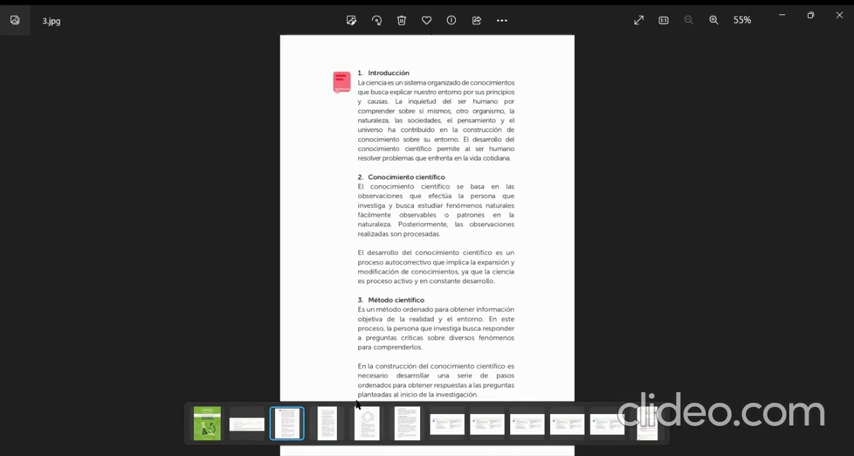 3.jpg
55%
1. Introducción
La ciencia es un sistema organizado de conocimientos
que busca explicar nuestro entorno por sus principios
y causas. La inquietud del ser humano por
comprender sobre sí mismos, otro organismo, la
naturaleza, las sociedades, el pensamiento y el
universo ha contribuido en la construcción de
conocimiento sobre su entorno. El desarrollo del
conocimiento científico permite al ser humano
resolver problemas que enfrenta en la vida cotidiana.
2. Conocimiento científico
El conocimiento científico se basa en las
observaciones que efectúa la persona que
investiga y busca estudiar fenómenos naturales
fácilmente observables o patrones en la
naturaleza. Posteriormente, las observaciones
realizadas son procesadas.
El desarrollo del conocimiento científico es un
proceso autocorrectivo que implica la expansión y
modificación de conocimientos, ya que la ciencia
es proceso activo y en constante desarrollo.
3. Método científico
Es un método ordenado para obtener información
objetiva de la realidad y el entorno. En este
proceso, la persona que investiga busca responder
a preguntas críticas sobre diversos fenómenos
para comprenderlos.
En la construcción del conocimiento científico es
necesario desarrollar una serie de pasos
ordenados para obtener respuestas a las preguntas
planteadas al inicio de la investigación.
clideo.com